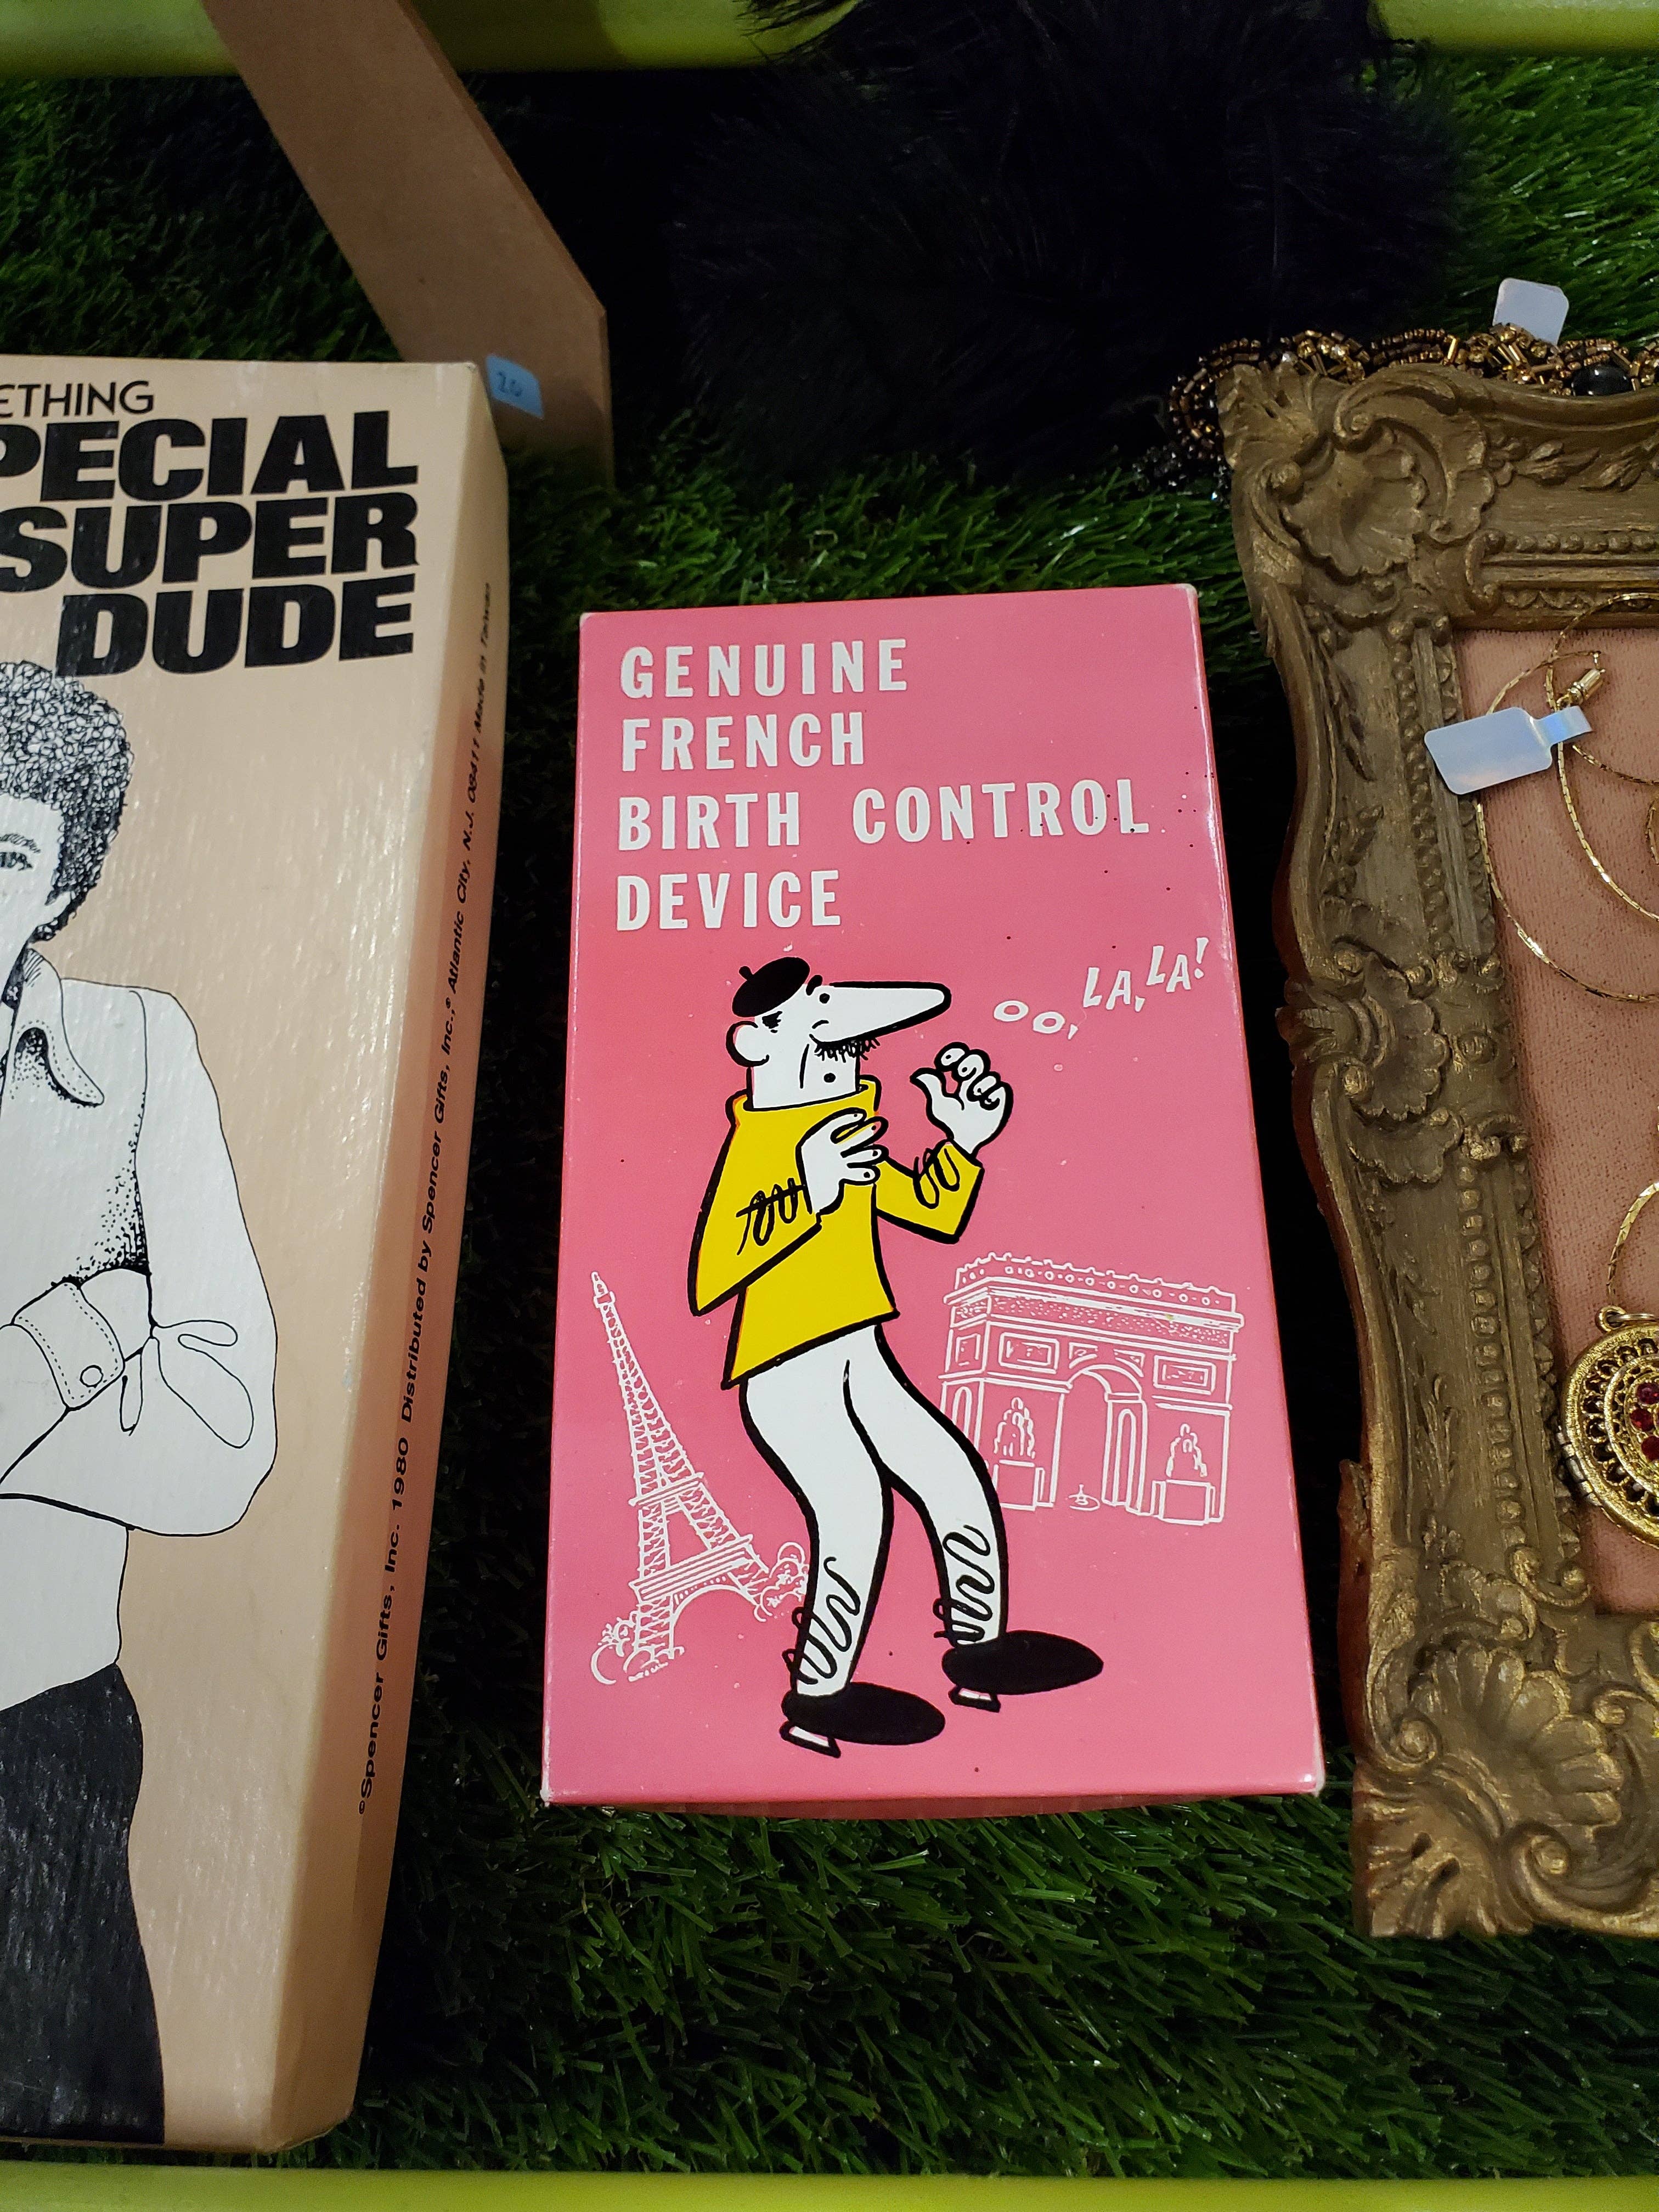 ETHING
PECIAL
SUPER
DUDE
©Spencer Gifts, Inc. 1980 Distributed by Spencer Gifts, Inc.,® Atlantic City, N.J. 08411 Made in Taiwan
20
GENUINE
FRENCH
BIRTH CONTROL
DEVICE
OO, LA, LA!